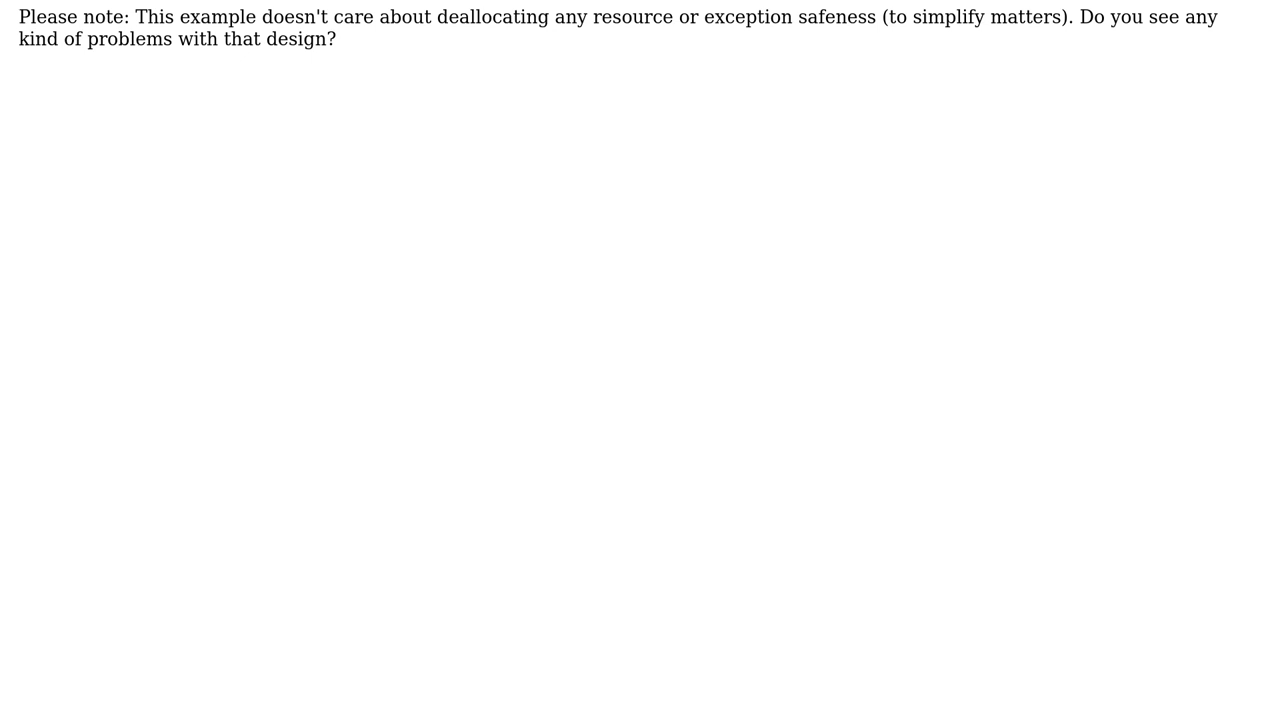 Please note: This example doesn't care about deallocating any resource or exception safeness (to simplify matters). Do you see any
kind of problems with that design?